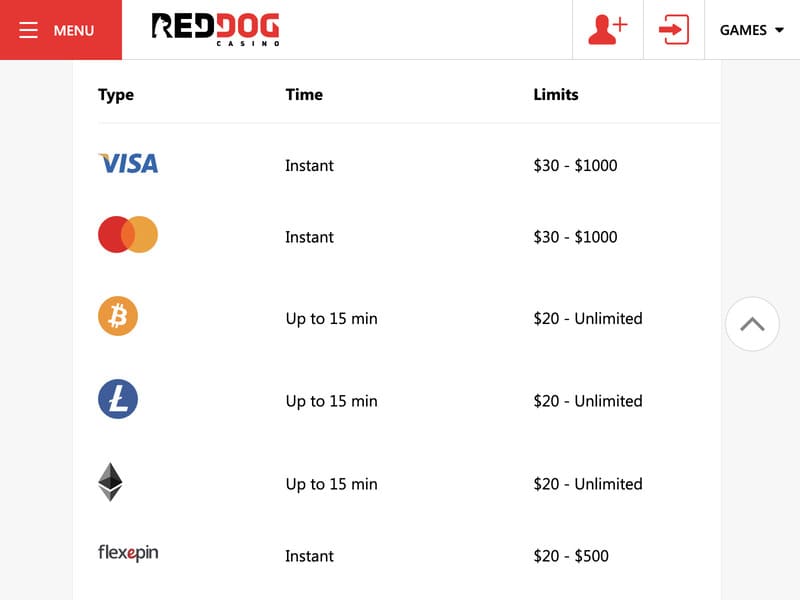 MENU
REDDOG
CASINO
GAMES
Type Time Limits
VISA Instant $30 - $1000
Instant $30 - $1000
Up to 15 min $20 - Unlimited
Up to 15 min $20 - Unlimited
Up to 15 min $20 - Unlimited
flexepin Instant $20 - $500